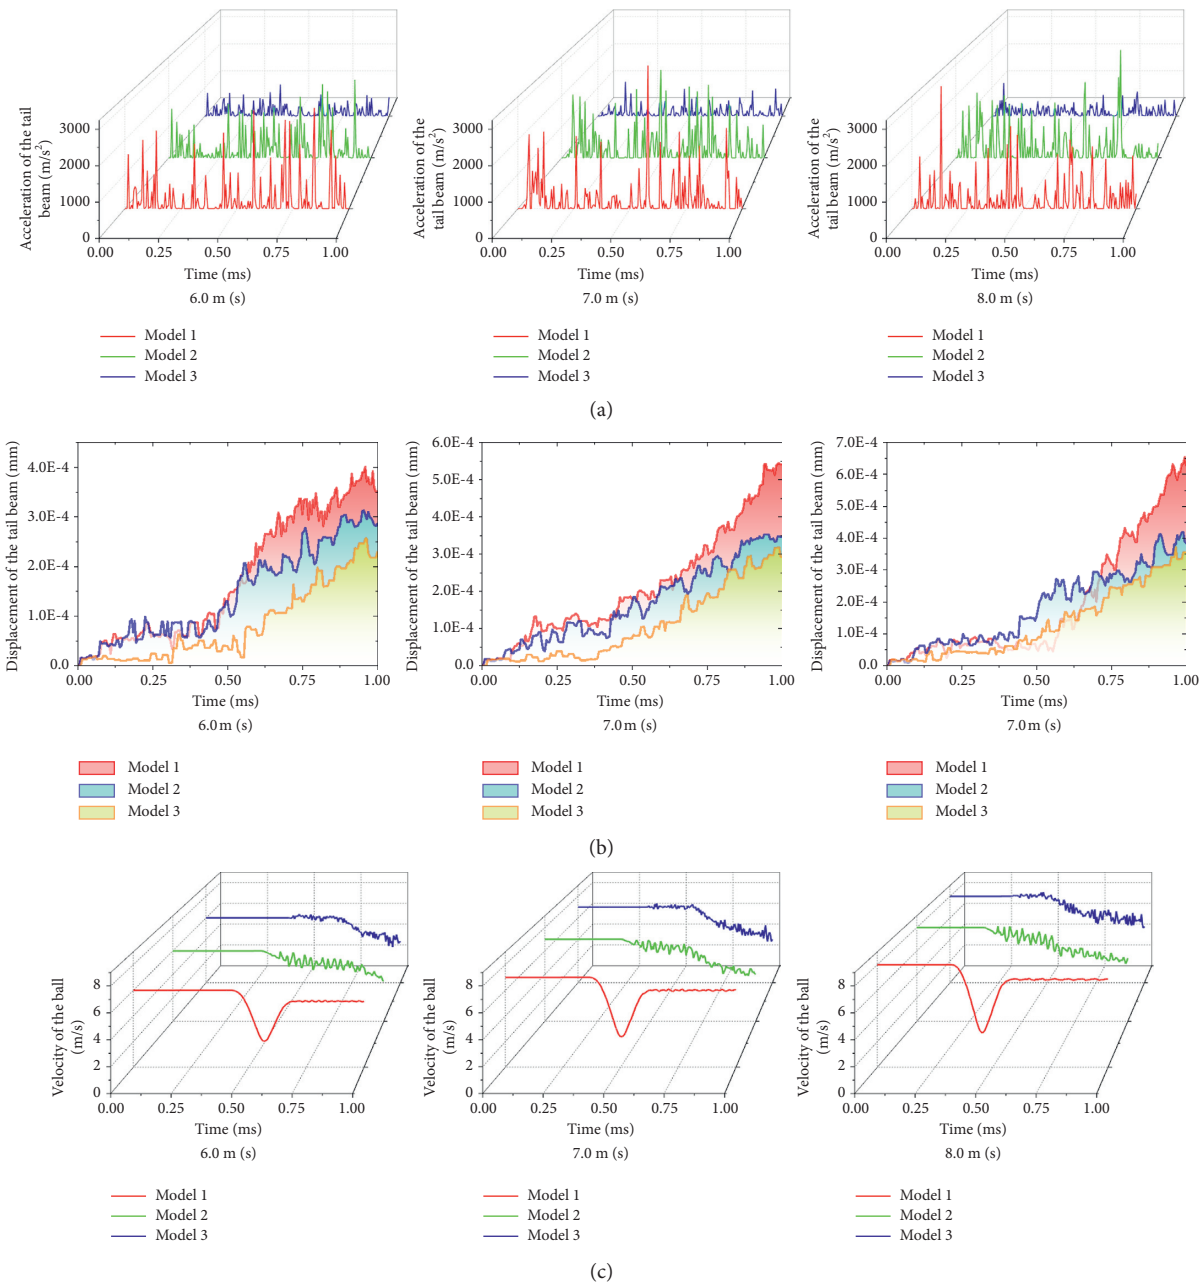 Acceleration of the tail
beam (m/s²)
3000
2000
1000
0
0.00 0.25 0.50 0.75 1.00
Time (ms)
6.0 m (s)
Model 1
Model 2
Model 3
Acceleration of the
tail beam (m/s²)
3000
2000
1000
0
0.00 0.25 0.50 0.75 1.00
Time (ms)
7.0 m (s)
Model 1
Model 2
Model 3
Acceleration of the
tail beam (m/s²)
3000
2000
1000
0
0.00 0.25 0.50 0.75 1.00
Time (ms)
8.0 m (s)
Model 1
Model 2
Model 3
(a)
Displacement of the tail beam (mm)
4.0E-4
3.0E-4
2.0E-4
1.0E-4
0.0
0.00 0.25 0.50 0.75 1.00
Time (ms)
6.0 m (s)
Model 1
Model 2
Model 3
Displacement of the tail beam (mm)
6.0E-4
5.0E-4
4.0E-4
3.0E-4
2.0E-4
1.0E-4
0.0
0.00 0.25 0.50 0.75 1.00
Time (ms)
7.0 m (s)
Model 1
Model 2
Model 3
Displacement of the tail beam (mm)
7.0E-4
6.0E-4
5.0E-4
4.0E-4
3.0E-4
2.0E-4
1.0E-4
0.0
0.00 0.25 0.50 0.75 1.00
Time (ms)
7.0 m (s)
Model 1
Model 2
Model 3
(b)
Velocity of the ball
(m/s)
8
6
4
2
0
0.00 0.25 0.50 0.75 1.00
Time (ms)
6.0 m (s)
Model 1
Model 2
Model 3
Velocity of the ball
(m/s)
8
6
4
2
0
0.00 0.25 0.50 0.75 1.00
Time (ms)
7.0 m (s)
Model 1
Model 2
Model 3
Velocity of the ball
(m/s)
8
6
4
2
0
0.00 0.25 0.50 0.75 1.00
Time (ms)
8.0 m (s)
Model 1
Model 2
Model 3
(c)